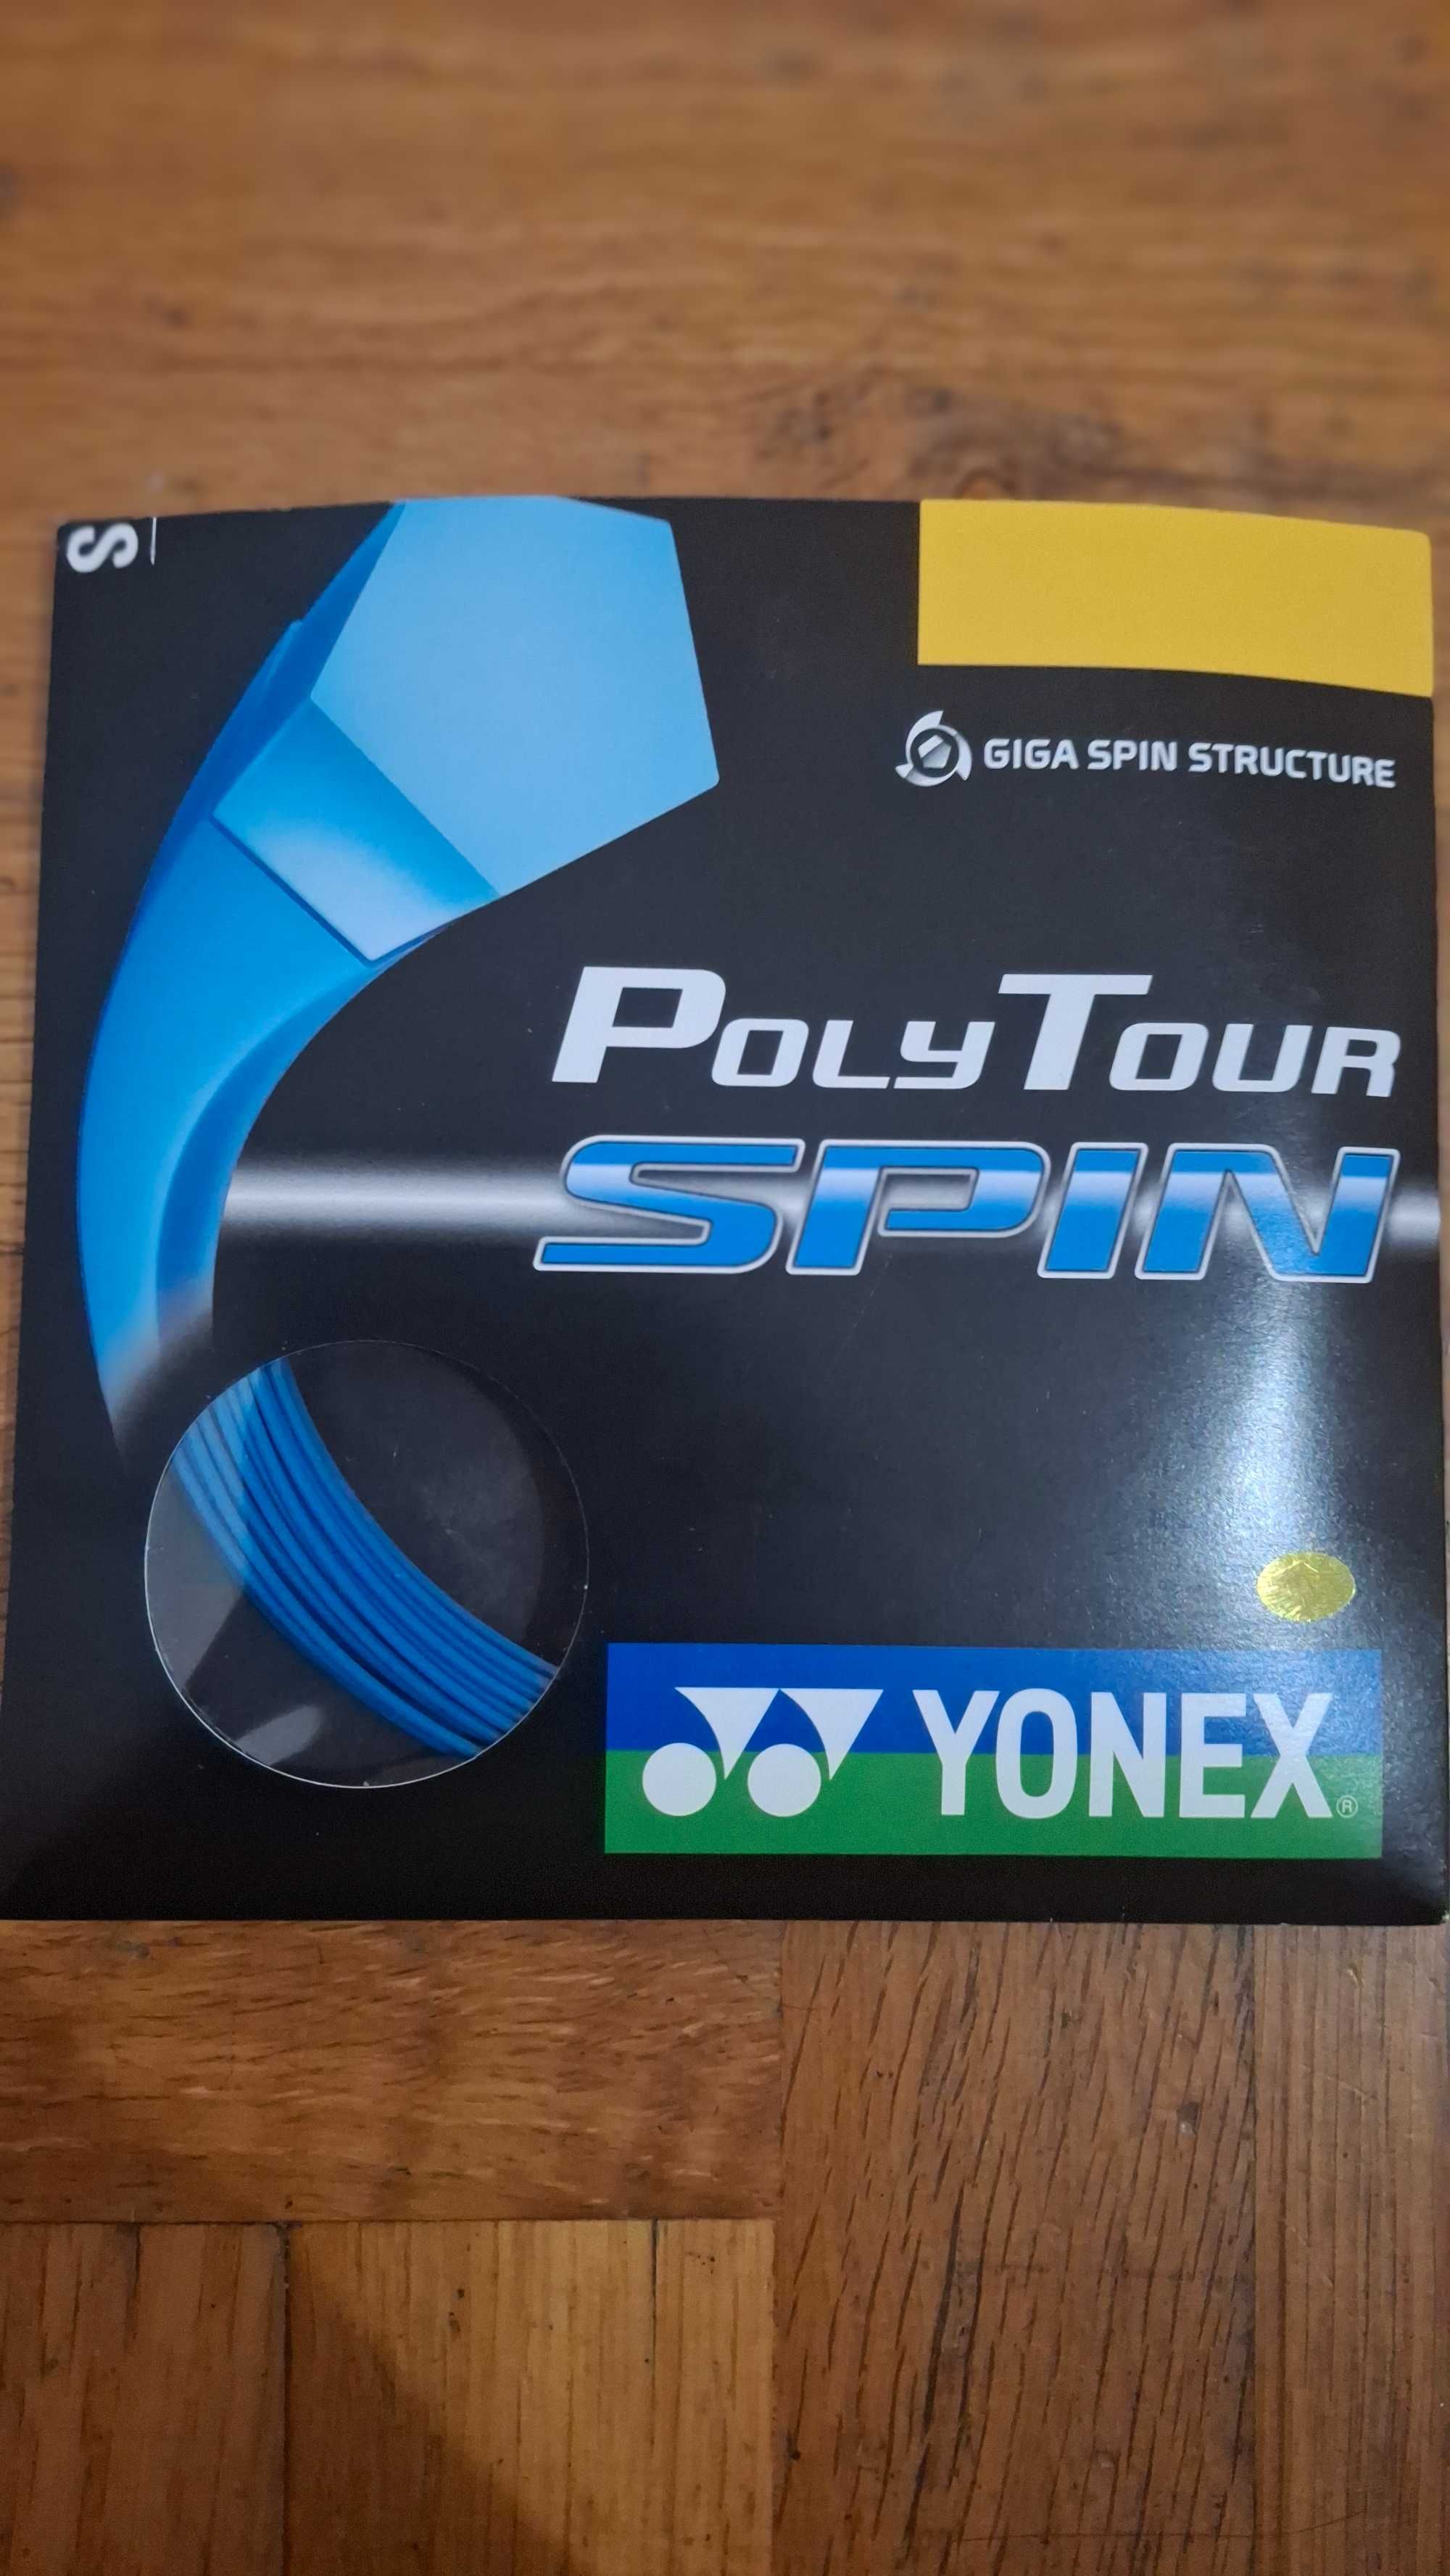 S
GIGA SPIN STRUCTURE
POLYTOUR
SPIN
YONEX®